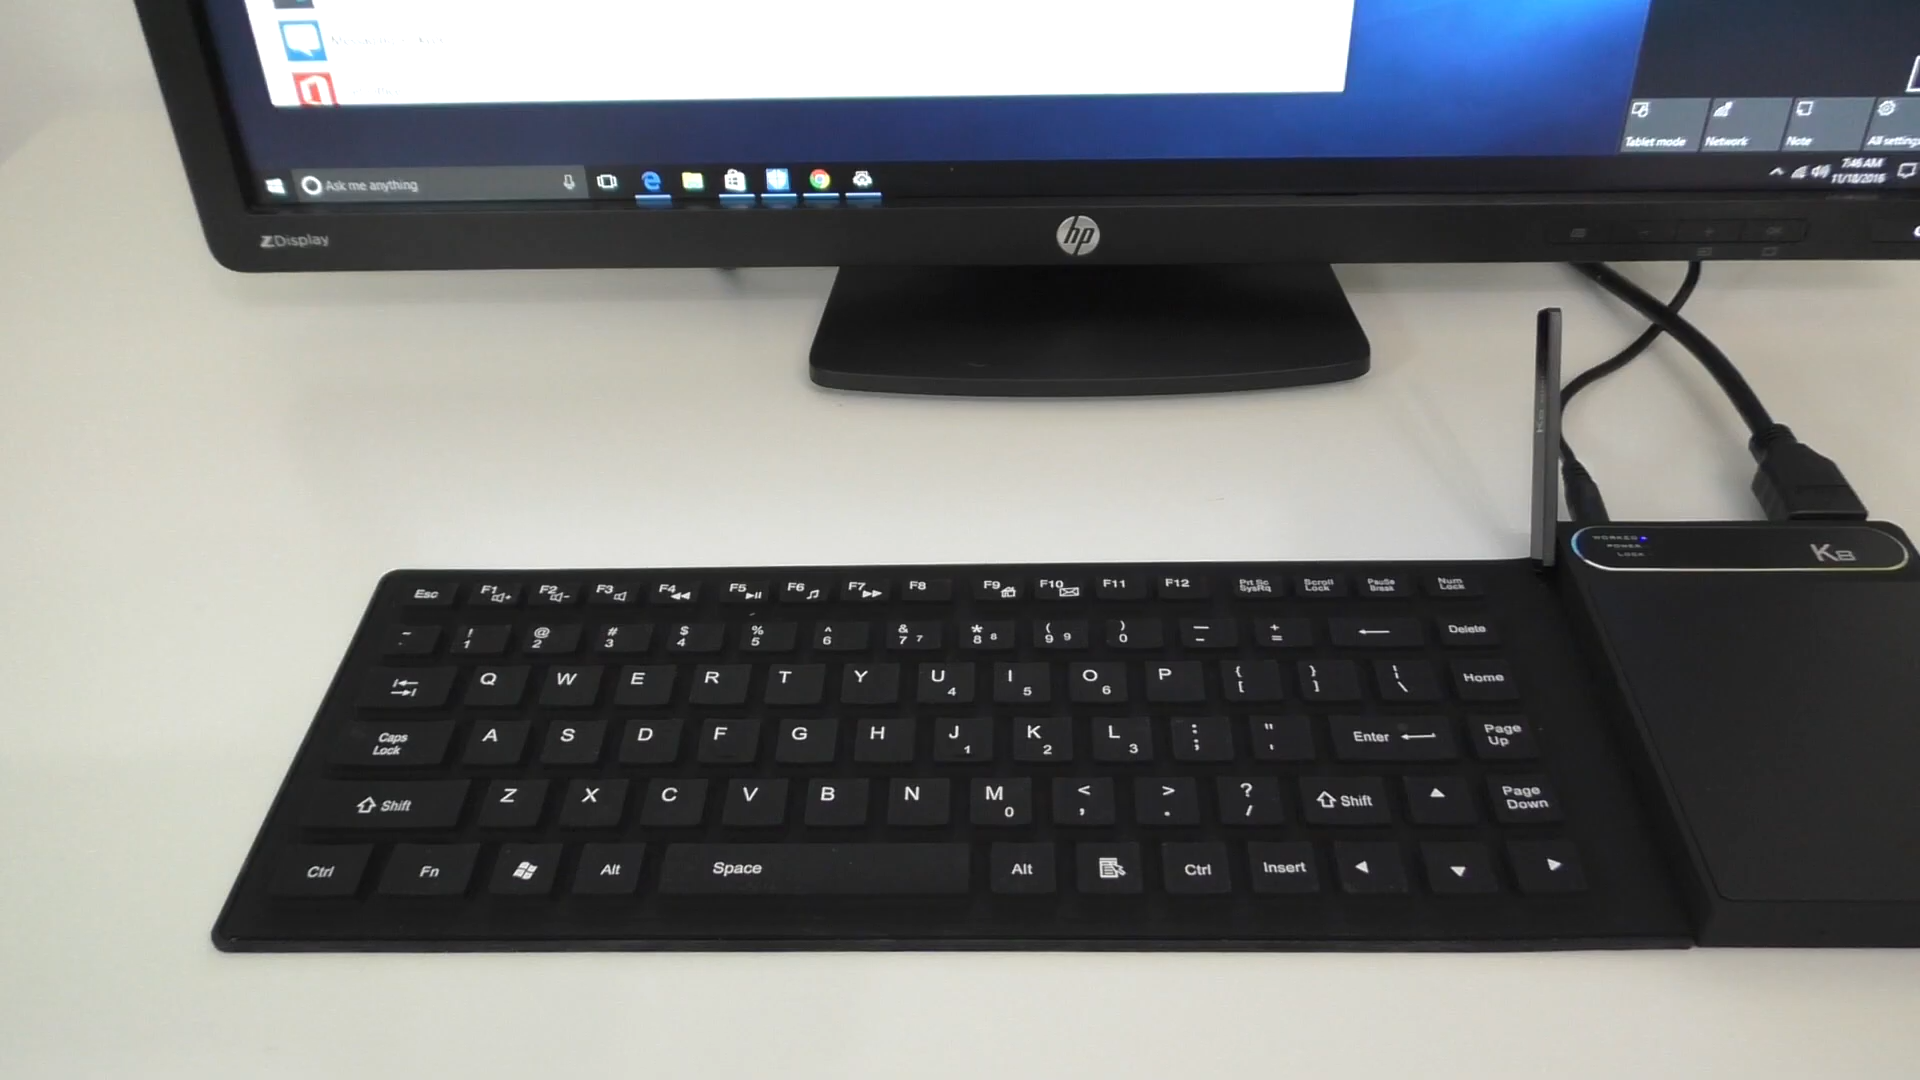 Tablet mode Network Note All settings
Ask me anything
7:46 AM
11/18/2016
ZDisplay
hp
WORKED
POWER
LOCK
K8
Esc F1 F2 F3 F4 F5 F6 F7 F8 F9 F10 F11 F12 Prt Sc SysRq Scroll Lock Pause Break Num Lock
~ ! 1 @ 2 # 3 $ 4 % 5 ^ 6 & 7 7 * 8 8 ( 9 9 ) 0 — - + = Delete
Q W E R T Y U 4 I 5 O 6 P { [ } ] ¦ \ Home
Caps Lock A S D F G H J 1 K 2 L 3 : ; " ' Enter Page Up
Shift Z X C V B N M 0 < , > . ? / Shift Page Down
Ctrl Fn Alt Space Alt Ctrl Insert